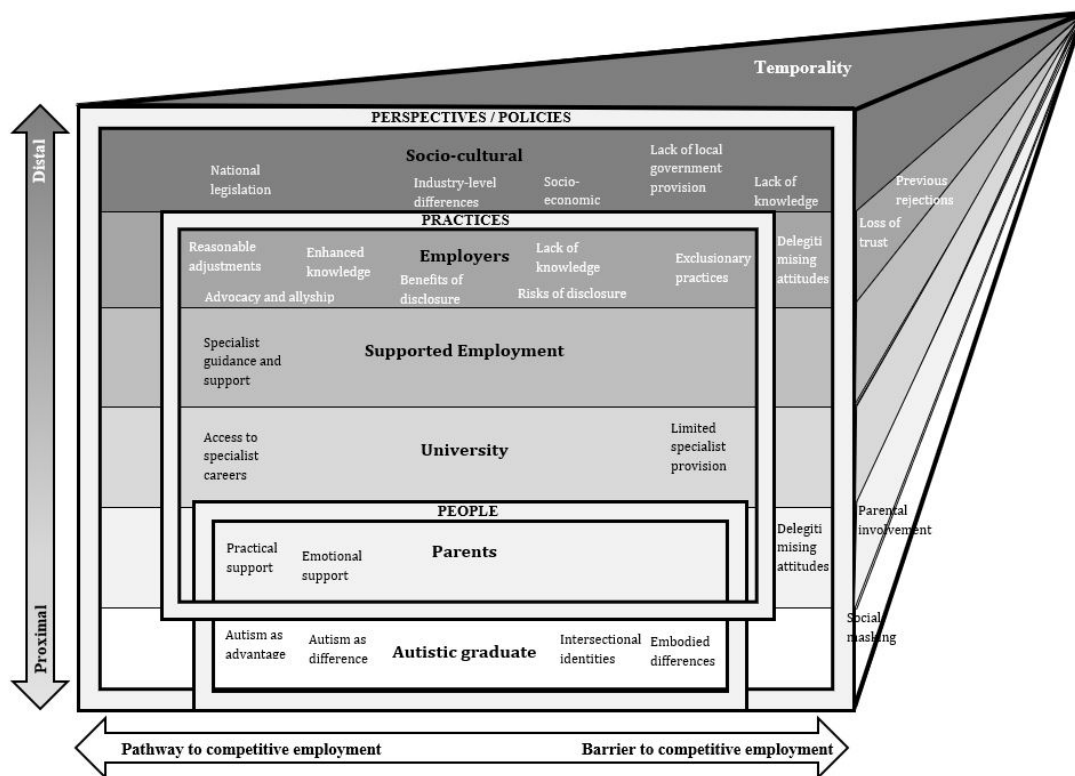 Temporality
PERSPECTIVES / POLICIES
Distal
Socio-cultural
National
legislation
Industry-level
differences
Socio-
economic
Lack of local
government
provision
Lack of
knowledge
Previous
rejections
PRACTICES
Employers
Reasonable
adjustments
Enhanced
knowledge
Benefits of
disclosure
Lack of
knowledge
Exclusionary
practices
Advocacy and allyship
Risks of disclosure
Delegiti
mising
attitudes
Loss of
trust
Supported Employment
Specialist
guidance and
support
University
Access to
specialist
careers
Limited
specialist
provision
PEOPLE
Parents
Practical
support
Emotional
support
Delegiti
mising
attitudes
Parental
involvement
Proximal
Autistic graduate
Autism as
advantage
Autism as
difference
Intersectional
identities
Embodied
differences
Social
masking
Pathway to competitive employment
Barrier to competitive employment